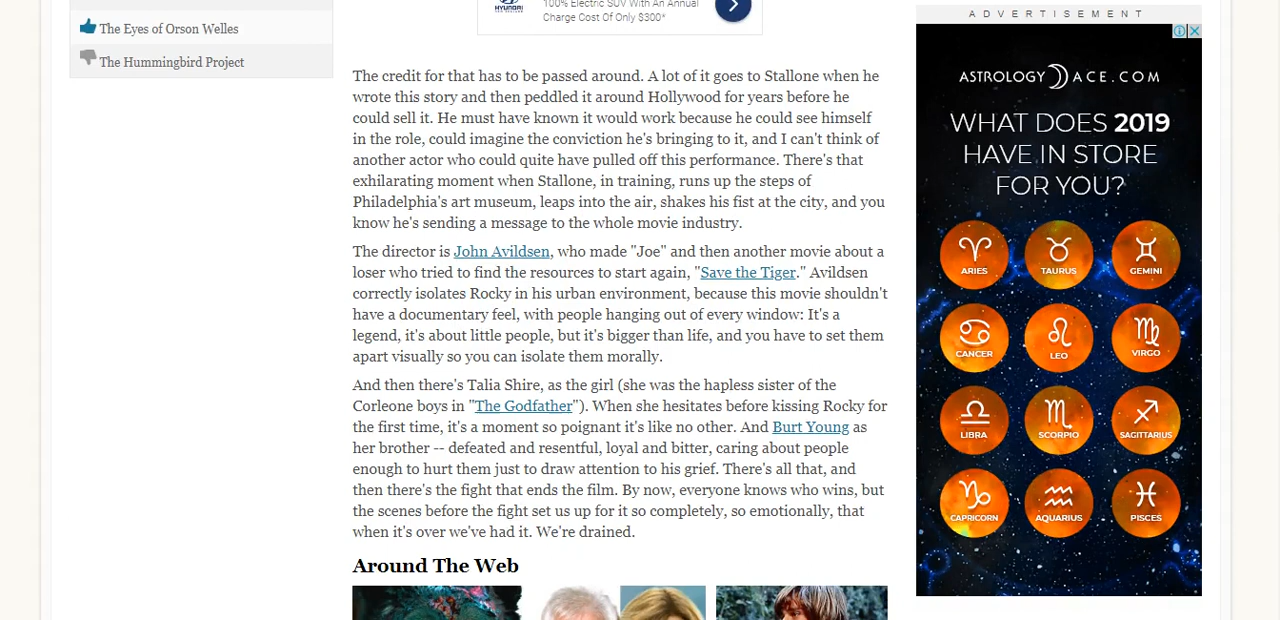 100% Electric SUV With An Annual
Charge Cost Of Only $300*
HYUNDAI
The Eyes of Orson Welles
The Hummingbird Project
The credit for that has to be passed around. A lot of it goes to Stallone when he
wrote this story and then peddled it around Hollywood for years before he
could sell it. He must have known it would work because he could see himself
in the role, could imagine the conviction he's bringing to it, and I can't think of
another actor who could quite have pulled off this performance. There's that
exhilarating moment when Stallone, in training, runs up the steps of
Philadelphia's art museum, leaps into the air, shakes his fist at the city, and you
know he's sending a message to the whole movie industry.
The director is John Avildsen, who made "Joe" and then another movie about a
loser who tried to find the resources to start again, "Save the Tiger." Avildsen
correctly isolates Rocky in his urban environment, because this movie shouldn't
have a documentary feel, with people hanging out of every window: It's a
legend, it's about little people, but it's bigger than life, and you have to set them
apart visually so you can isolate them morally.
And then there's Talia Shire, as the girl (she was the hapless sister of the
Corleone boys in "The Godfather"). When she hesitates before kissing Rocky for
the first time, it's a moment so poignant it's like no other. And Burt Young as
her brother -- defeated and resentful, loyal and bitter, caring about people
enough to hurt them just to draw attention to his grief. There's all that, and
then there's the fight that ends the film. By now, everyone knows who wins, but
the scenes before the fight set us up for it so completely, so emotionally, that
when it's over we've had it. We're drained.
Around The Web
ADVERTISEMENT
ASTROLOGY ACE.COM
WHAT DOES 2019
HAVE IN STORE
FOR YOU?
ARIES TAURUS GEMINI
CANCER LEO VIRGO
LIBRA SCORPIO SAGITTARIUS
CAPRICORN AQUARIUS PISCES